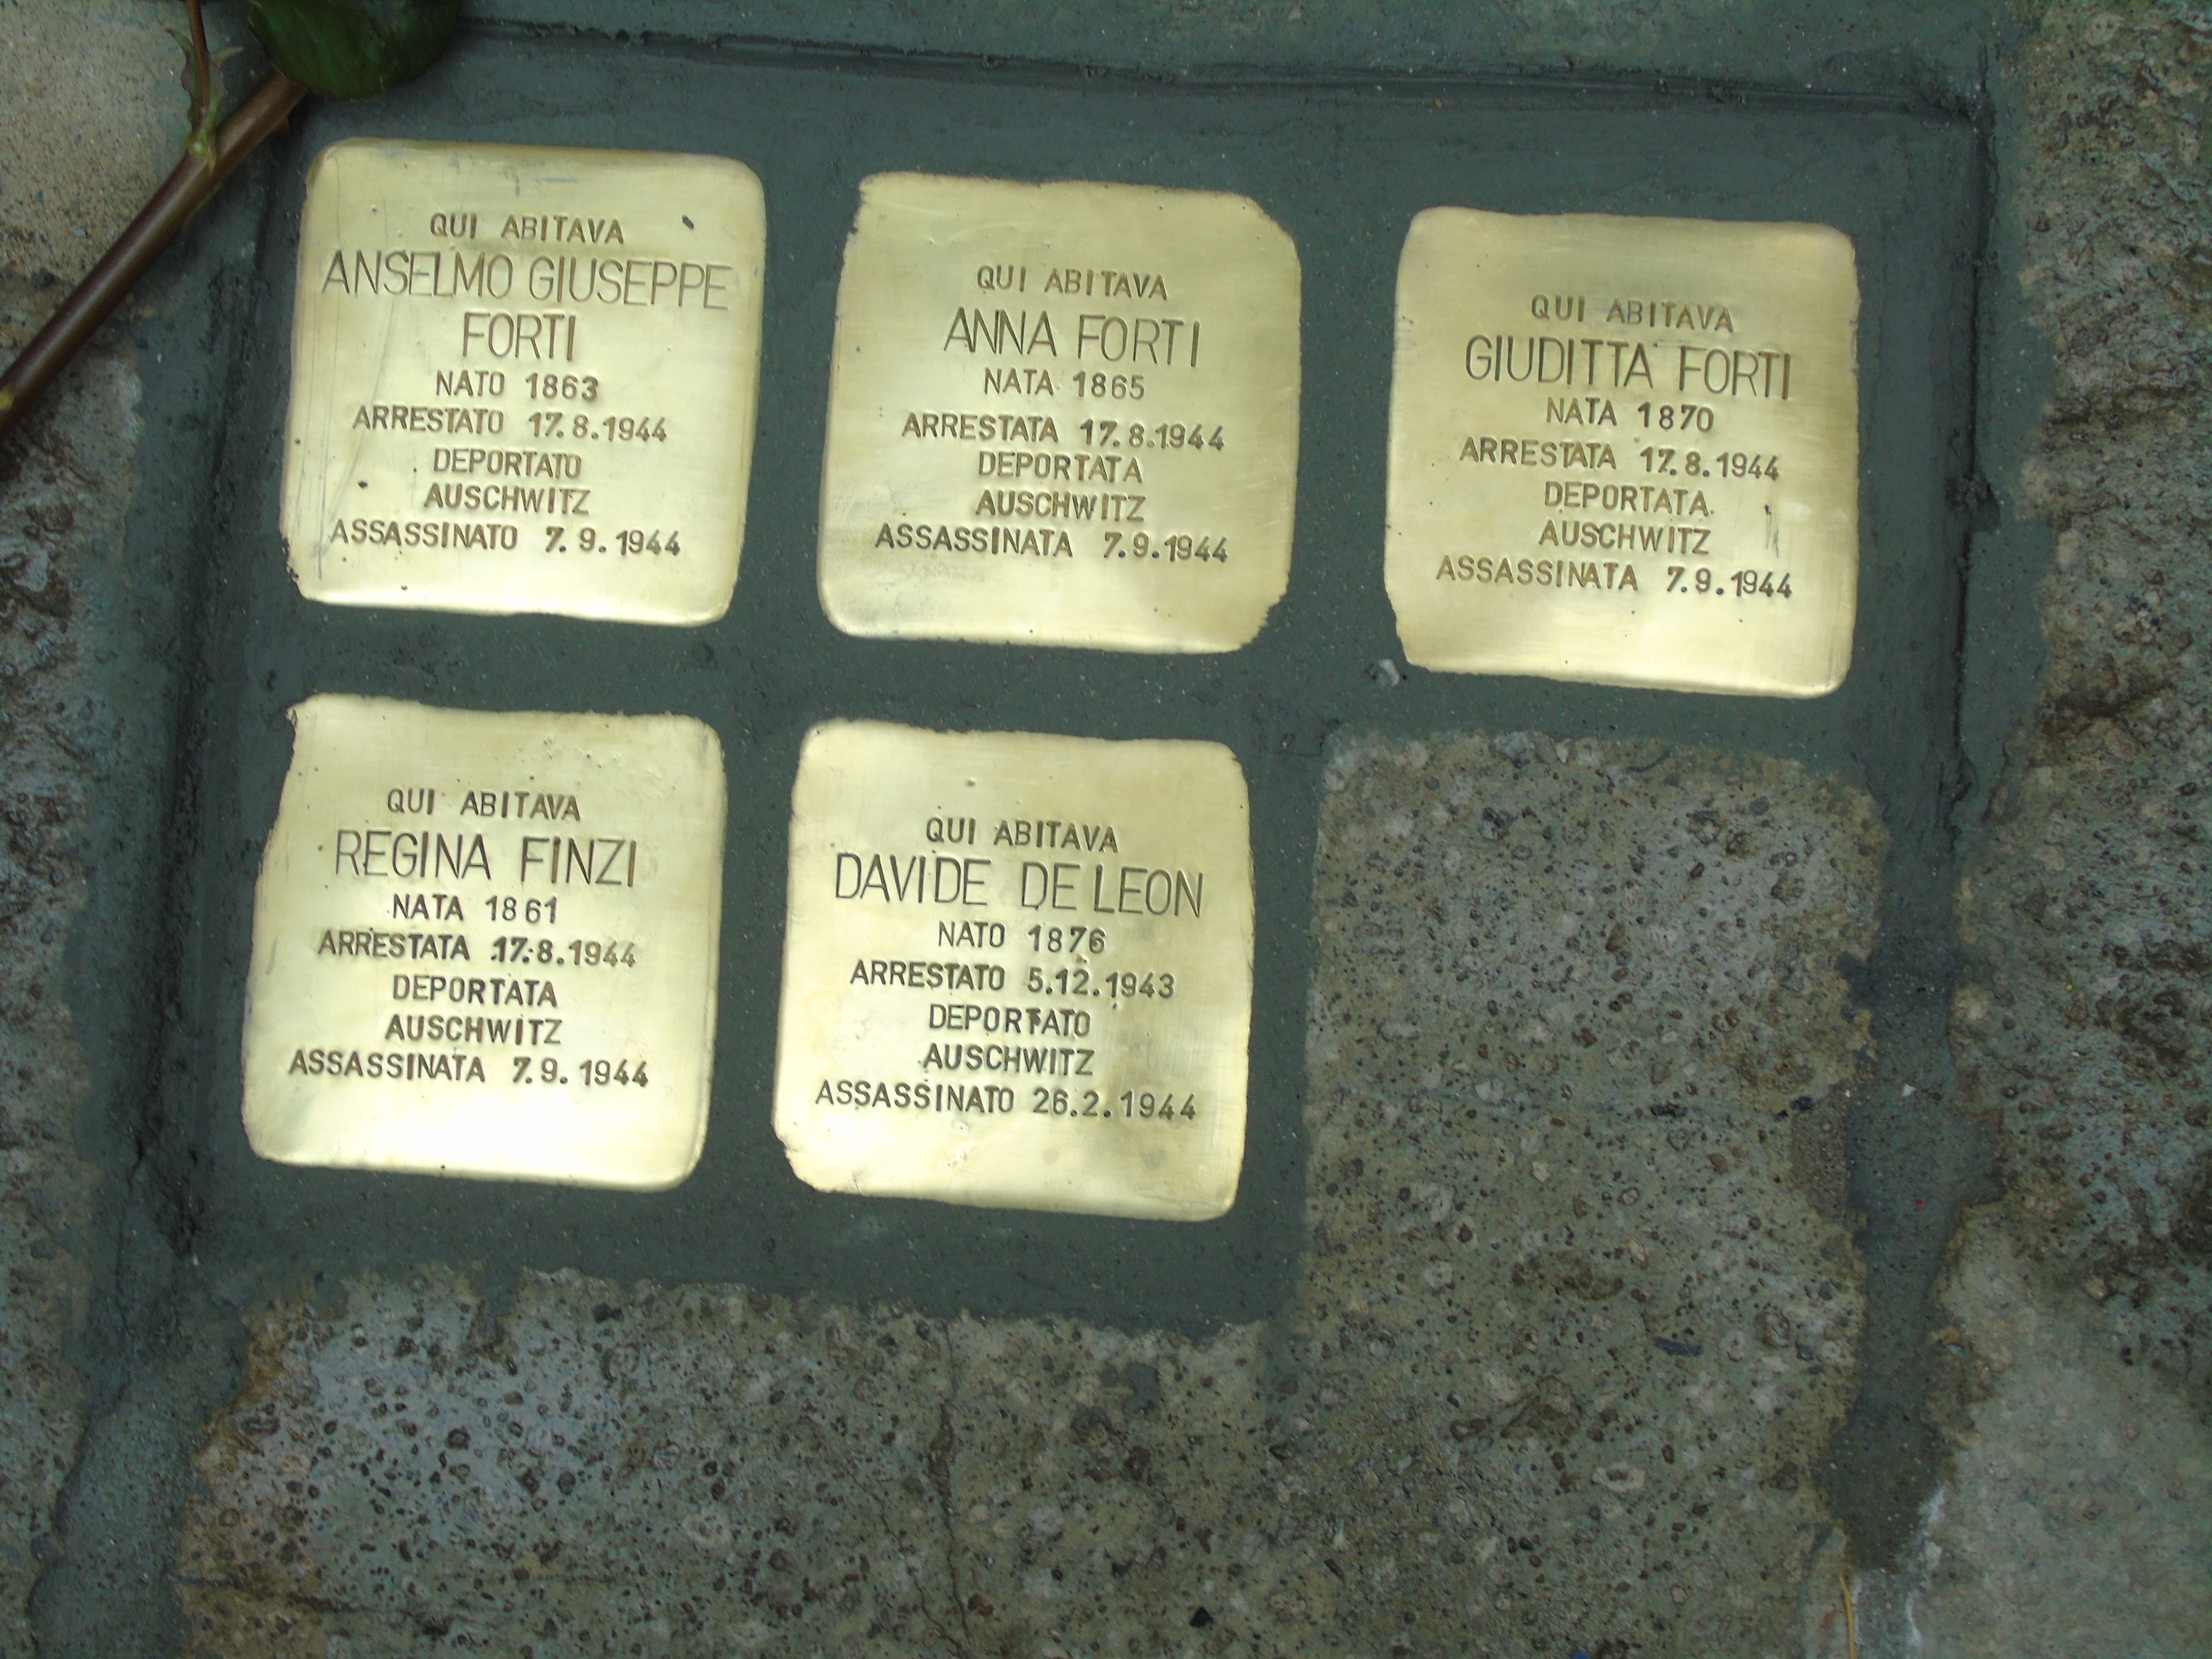 QUI ABITAVA
ANSELMO GIUSEPPE
FORTI
NATO 1863
ARRESTATO 17.8.1944
DEPORTATO
AUSCHWITZ
ASSASSINATO 7.9.1944
QUI ABITAVA
ANNA FORTI
NATA 1865
ARRESTATA 17.8.1944
DEPORTATA
AUSCHWITZ
ASSASSINATA 7.9.1944
QUI ABITAVA
GIUDITTA FORTI
NATA 1870
ARRESTATA 17.8.1944
DEPORTATA
AUSCHWITZ
ASSASSINATA 7.9.1944
QUI ABITAVA
REGINA FINZI
NATA 1861
ARRESTATA 17.8.1944
DEPORTATA
AUSCHWITZ
ASSASSINATA 7.9.1944
QUI ABITAVA
DAVIDE DE LEON
NATO 1876
ARRESTATO 5.12.1943
DEPORTATO
AUSCHWITZ
ASSASSINATO 26.2.1944